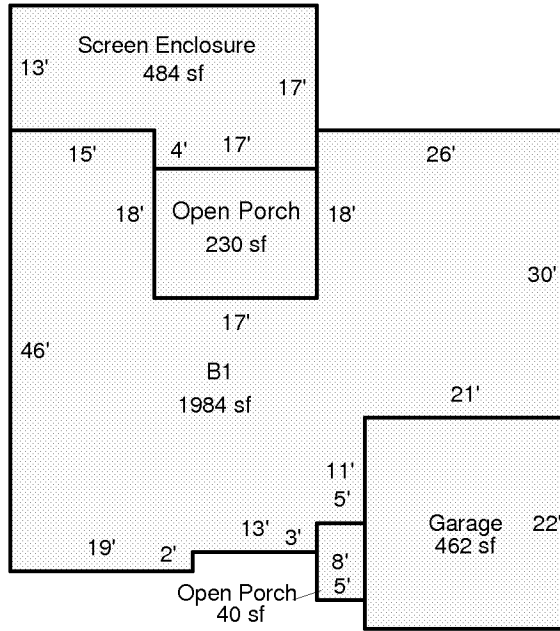 Screen Enclosure
484 sf
13'
17'
15'
4'
17'
26'
18'
Open Porch
230 sf
18'
30'
17'
46'
B1
1984 sf
21'
11'
5'
Garage
462 sf
22'
13'
3'
19'
2'
8'
5'
Open Porch
40 sf